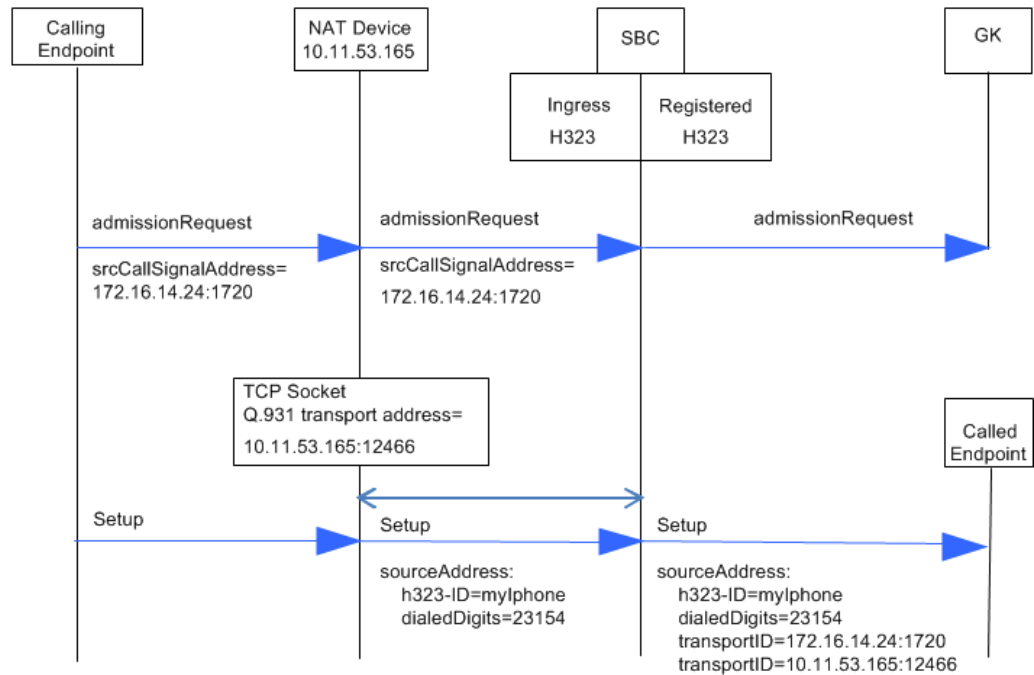 Calling
Endpoint
NAT Device
10.11.53.165
SBC
GK
Ingress
H323
Registered
H323
admissionRequest
admissionRequest
admissionRequest
srcCallSignalAddress=
172.16.14.24:1720
srcCallSignalAddress=
172.16.14.24:1720
TCP Socket
Q.931 transport address=
10.11.53.165:12466
Called
Endpoint
Setup
Setup
Setup
sourceAddress:
h323-ID=myIphone
dialedDigits=23154
sourceAddress:
h323-ID=myIphone
dialedDigits=23154
transportID=172.16.14.24:1720
transportID=10.11.53.165:12466